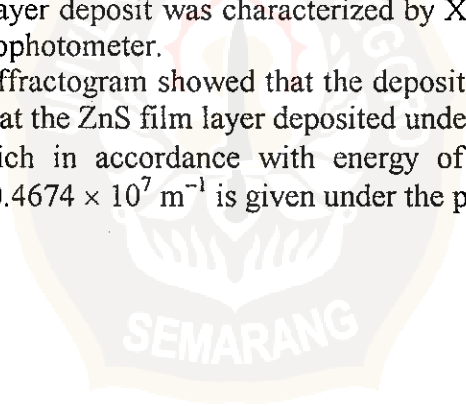 ayer deposit was characterized by X
ophotometer.
ffractogram showed that the deposit
at the ZnS film layer deposited unde
ich in accordance with energy of
0.4674 × 10⁷ m⁻¹ is given under the p
SEMARANG